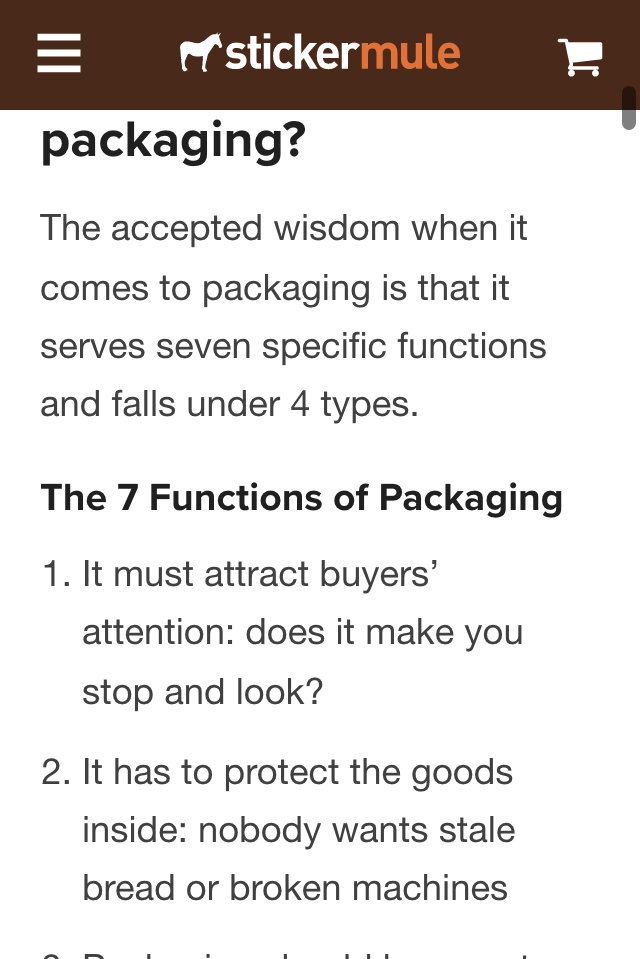 stickermule
packaging?
The accepted wisdom when it
comes to packaging is that it
serves seven specific functions
and falls under 4 types.
The 7 Functions of Packaging
1. It must attract buyers’
attention: does it make you
stop and look?
2. It has to protect the goods
inside: nobody wants stale
bread or broken machines